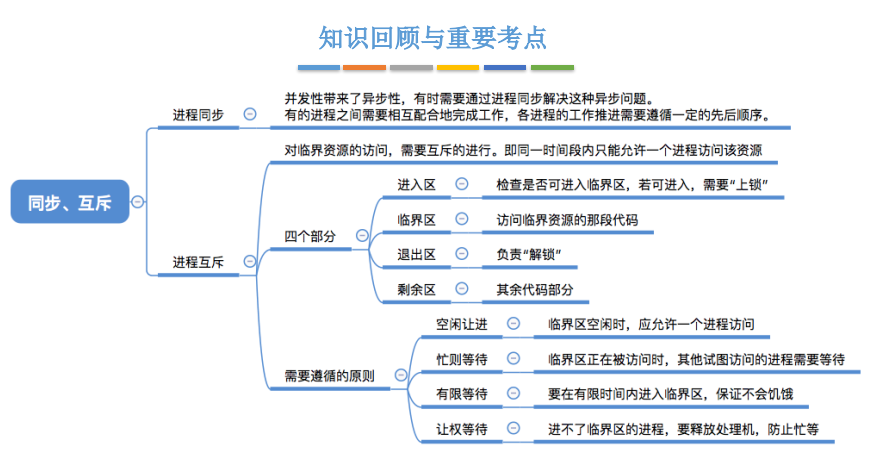 知识回顾与重要考点
同步、互斥
进程同步
并发性带来了异步性，有时需要通过进程同步解决这种异步问题。
有的进程之间需要相互配合地完成工作，各进程的工作推进需要遵循一定的先后顺序。
进程互斥
对临界资源的访问，需要互斥的进行。即同一时间段内只能允许一个进程访问该资源
四个部分
进入区
检查是否可进入临界区，若可进入，需要“上锁”
临界区
访问临界资源的那段代码
退出区
负责“解锁”
剩余区
其余代码部分
需要遵循的原则
空闲让进
临界区空闲时，应允许一个进程访问
忙则等待
临界区正在被访问时，其他试图访问的进程需要等待
有限等待
要在有限时间内进入临界区，保证不会饥饿
让权等待
进不了临界区的进程，要释放处理机，防止忙等